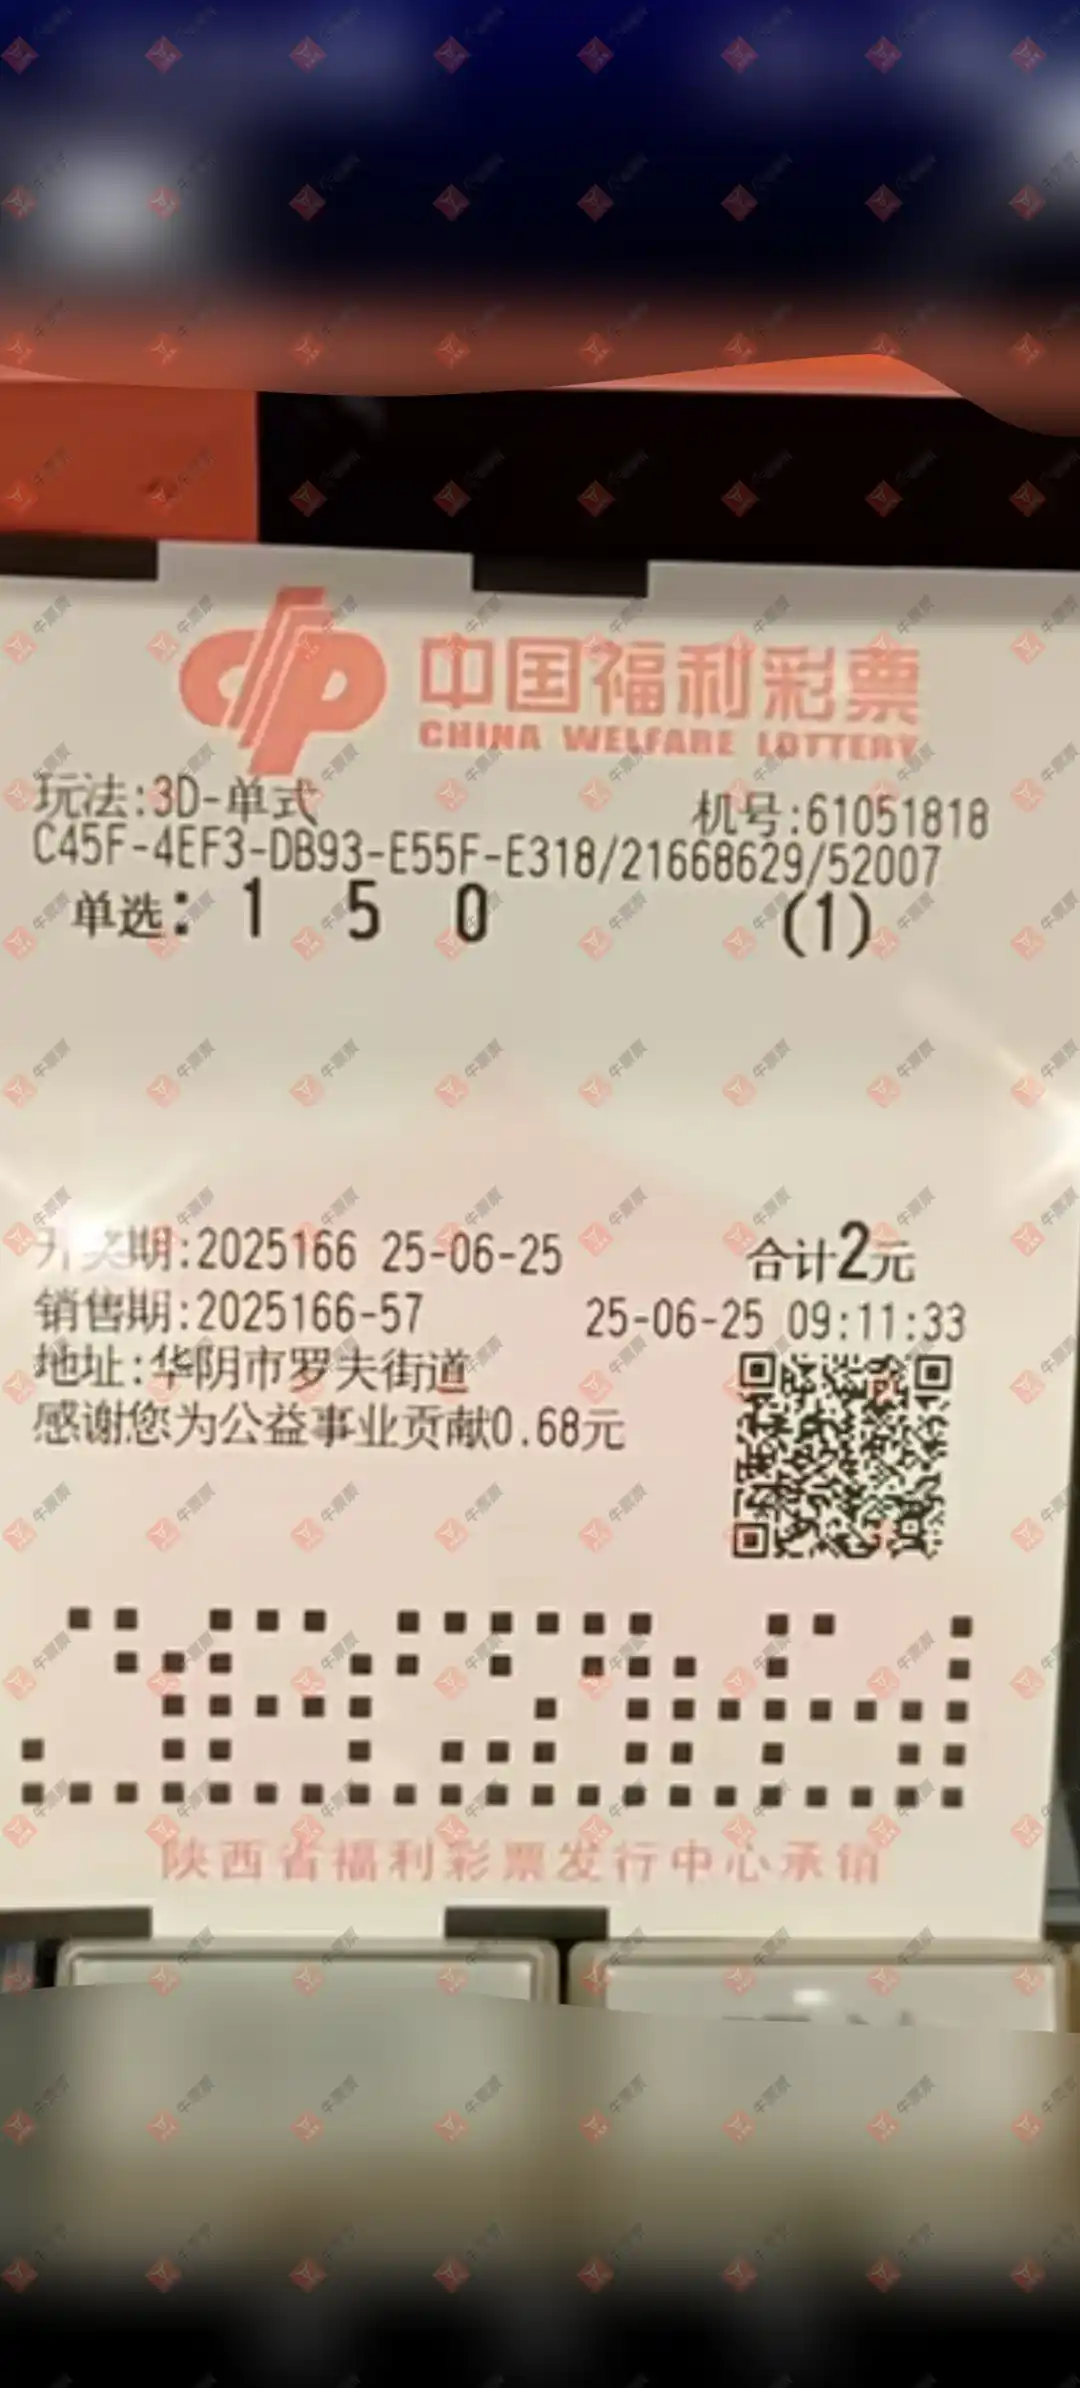 中国福利彩票
CHINA WELFARE LOTTERY
玩法:3D-单式 机号:61051818
C45F-4EF3-DB93-E55F-E318/21668629/52007
单选: 1 5 0 (1)
开奖期:2025166 25-06-25 合计2元
销售期:2025166-57 25-06-25 09:11:33
地址:华阴市罗夫街道
感谢您为公益事业贡献0.68元
陕西省福利彩票发行中心承销